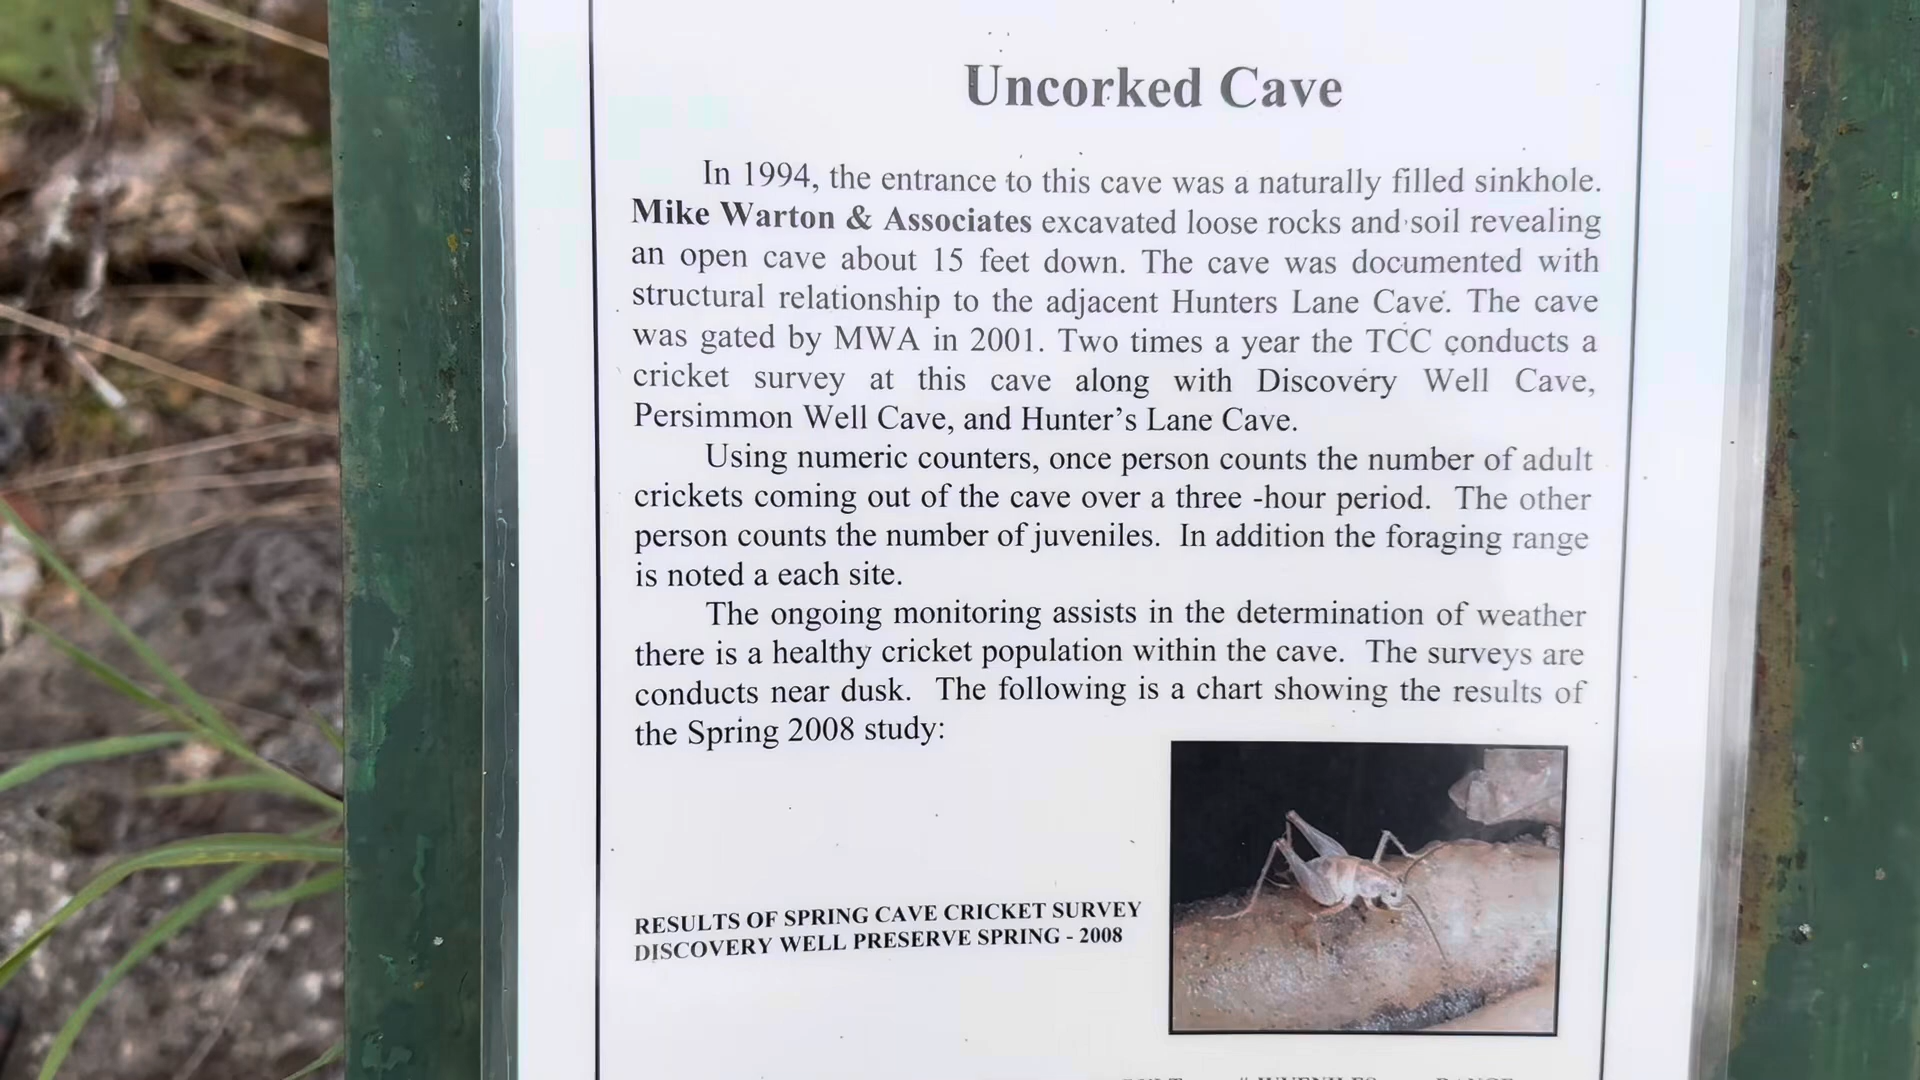 Uncorked Cave
In 1994, the entrance to this cave was a naturally filled sinkhole.
Mike Warton & Associates excavated loose rocks and soil revealing
an open cave about 15 feet down. The cave was documented with
structural relationship to the adjacent Hunters Lane Cave. The cave
was gated by MWA in 2001. Two times a year the TCC conducts a
cricket survey at this cave along with Discovery Well Cave,
Persimmon Well Cave, and Hunter's Lane Cave.
Using numeric counters, once person counts the number of adult
crickets coming out of the cave over a three -hour period. The other
person counts the number of juveniles. In addition the foraging range
is noted a each site.
The ongoing monitoring assists in the determination of weather
there is a healthy cricket population within the cave. The surveys are
conducts near dusk. The following is a chart showing the results of
the Spring 2008 study:
RESULTS OF SPRING CAVE CRICKET SURVEY
DISCOVERY WELL PRESERVE SPRING - 2008